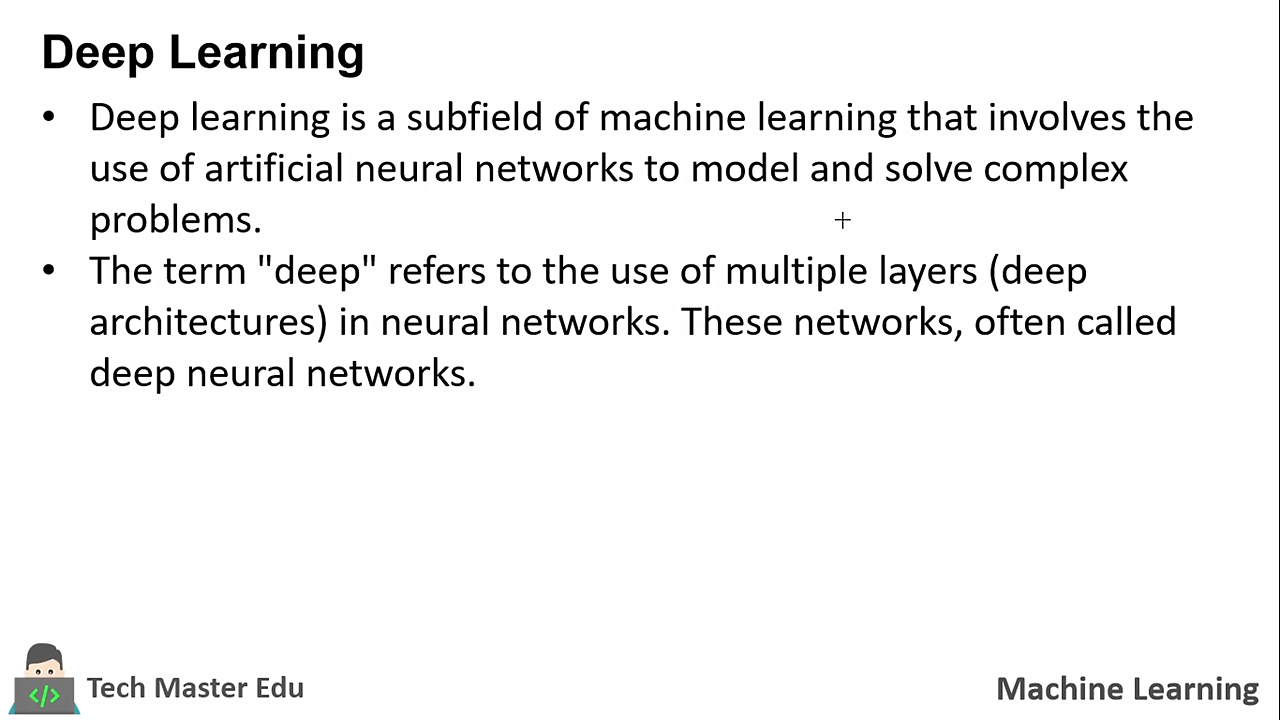 Deep Learning
• Deep learning is a subfield of machine learning that involves the
use of artificial neural networks to model and solve complex
problems.
• The term "deep" refers to the use of multiple layers (deep
architectures) in neural networks. These networks, often called
deep neural networks.
</> Tech Master Edu
Machine Learning